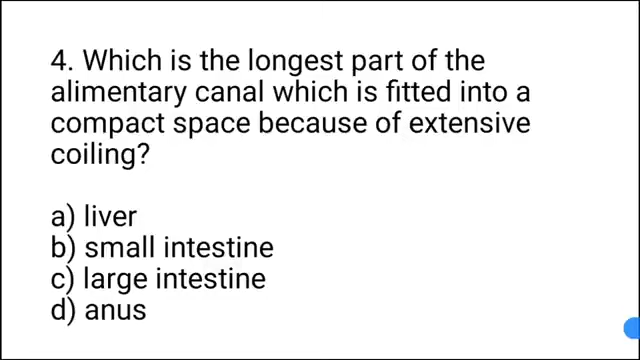 4. Which is the longest part of the
alimentary canal which is fitted into a
compact space because of extensive
coiling?
a) liver
b) small intestine
c) large intestine
d) anus